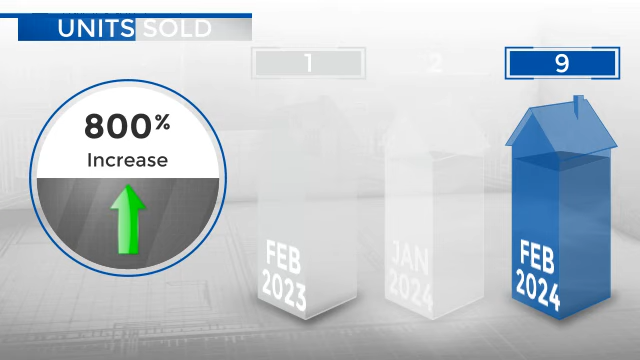 UNITS SOLD
1
2
9
800%
Increase
FEB
2023
JAN
2024
FEB
2024